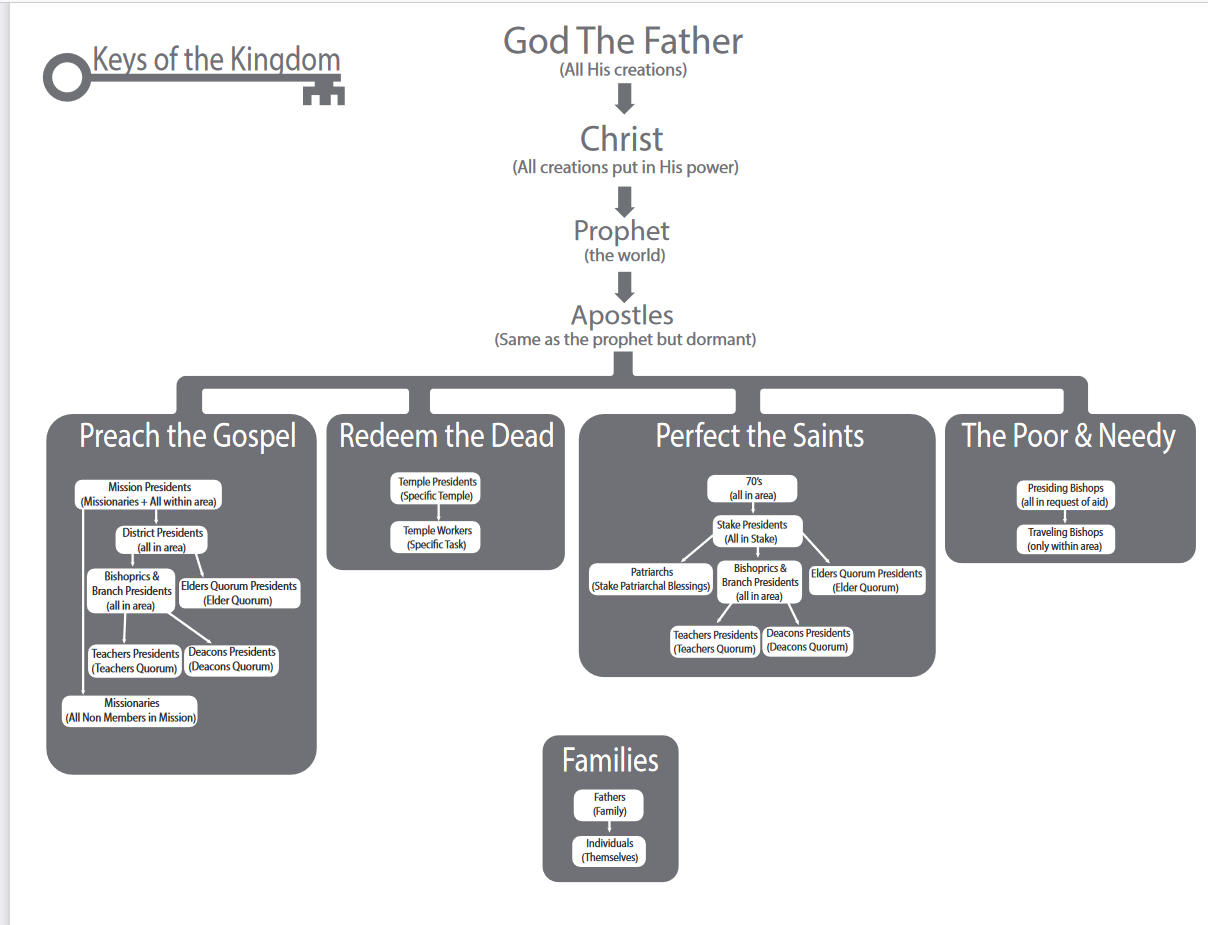 Keys of the Kingdom
God The Father
(All His creations)
Christ
(All creations put in His power)
Prophet
(the world)
Apostles
(Same as the prophet but dormant)
Preach the Gospel
Mission Presidents
(Missionaries + All within area)
District Presidents
(all in area)
Bishoprics &
Branch Presidents
(all in area)
Elders Quorum Presidents
(Elder Quorum)
Teachers Presidents
(Teachers Quorum)
Deacons Presidents
(Deacons Quorum)
Missionaries
(All Non Members in Mission)
Redeem the Dead
Temple Presidents
(Specific Temple)
Temple Workers
(Specific Task)
Perfect the Saints
70's
(all in area)
Stake Presidents
(All in Stake)
Patriarchs
(Stake Patriarchal Blessings)
Bishoprics &
Branch Presidents
(all in area)
Elders Quorum Presidents
(Elder Quorum)
Teachers Presidents
(Teachers Quorum)
Deacons Presidents
(Deacons Quorum)
The Poor & Needy
Presiding Bishops
(all in request of aid)
Traveling Bishops
(only within area)
Families
Fathers
(Family)
Individuals
(Themselves)